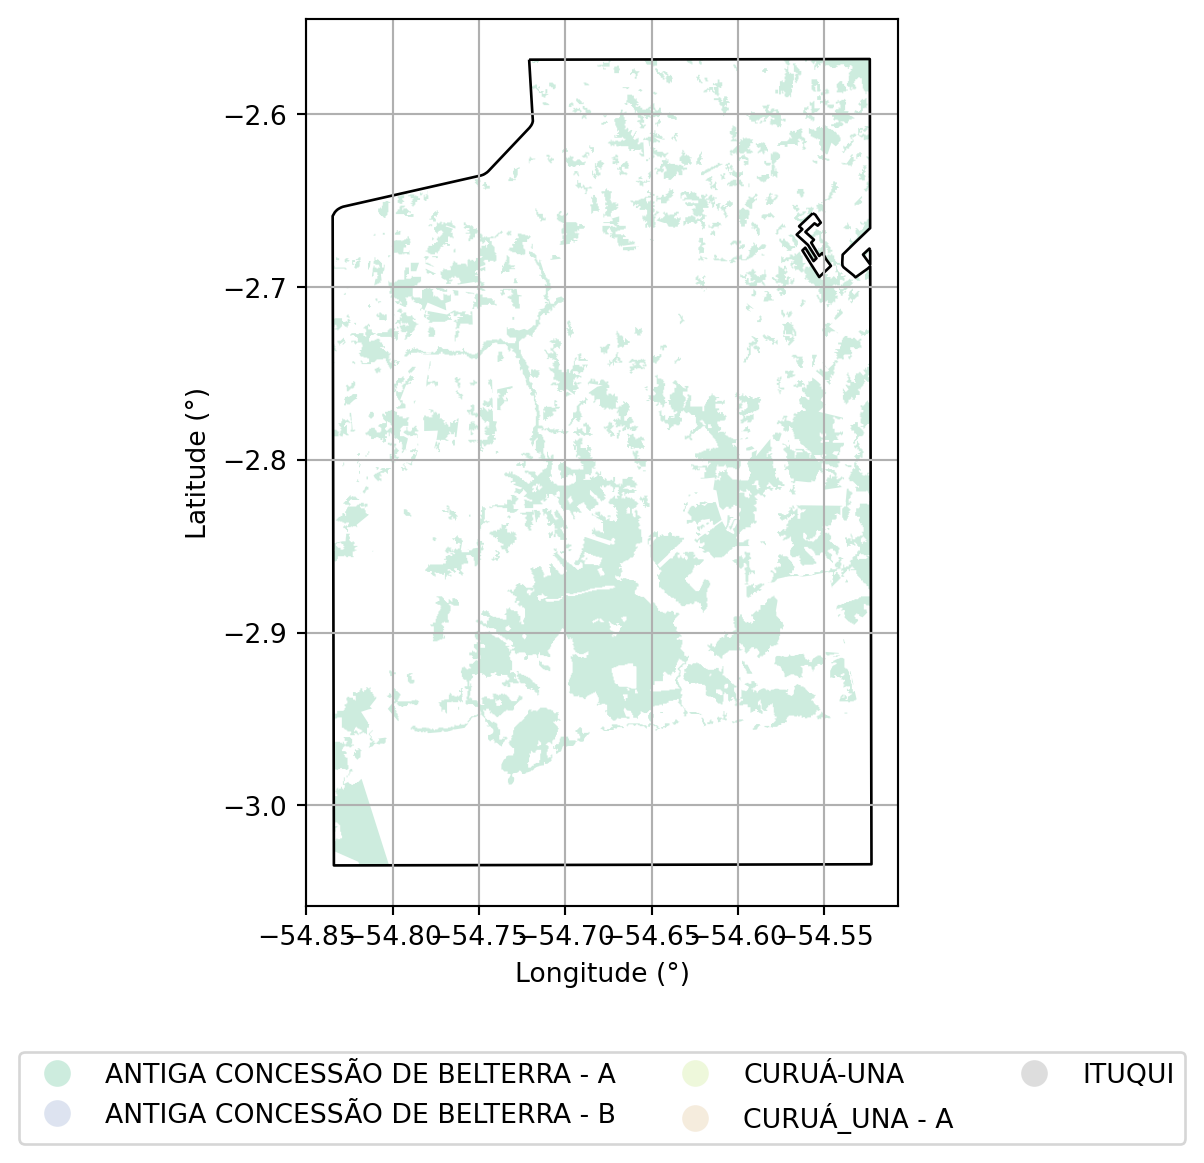 −2.6
−2.7
−2.8
−2.9
−3.0
Latitude (°)
−54.85
−54.80
−54.75
−54.70
−54.65
−54.60
−54.55
Longitude (°)
ANTIGA CONCESSÃO DE BELTERRA - A
ANTIGA CONCESSÃO DE BELTERRA - B
CURUÁ-UNA
CURUÁ_UNA - A
ITUQUI